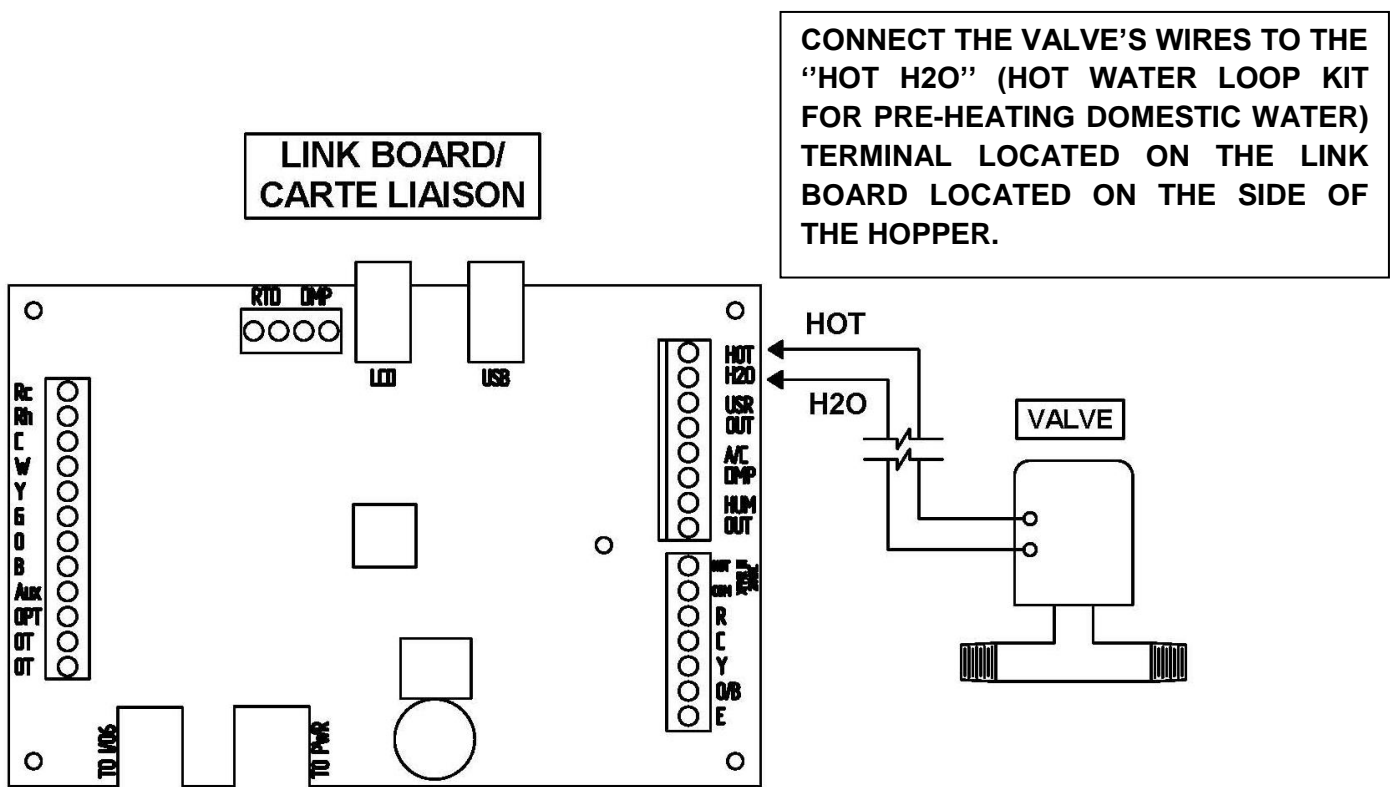 CONNECT THE VALVE’S WIRES TO THE
‘’HOT H2O’’ (HOT WATER LOOP KIT
FOR PRE-HEATING DOMESTIC WATER)
TERMINAL LOCATED ON THE LINK
BOARD LOCATED ON THE SIDE OF
THE HOPPER.
LINK BOARD/
CARTE LIAISON
RTD DMP
LCD
USB
Rc
Rh
C
W
Y
G
O
B
Aux
OPT
OT
OT
TO I/O6
TO PWR
HOT
H2O
USR
OUT
A/C
DMP
HUM
OUT
COM
R
C
Y
O/B
E
HOT
H2O
VALVE